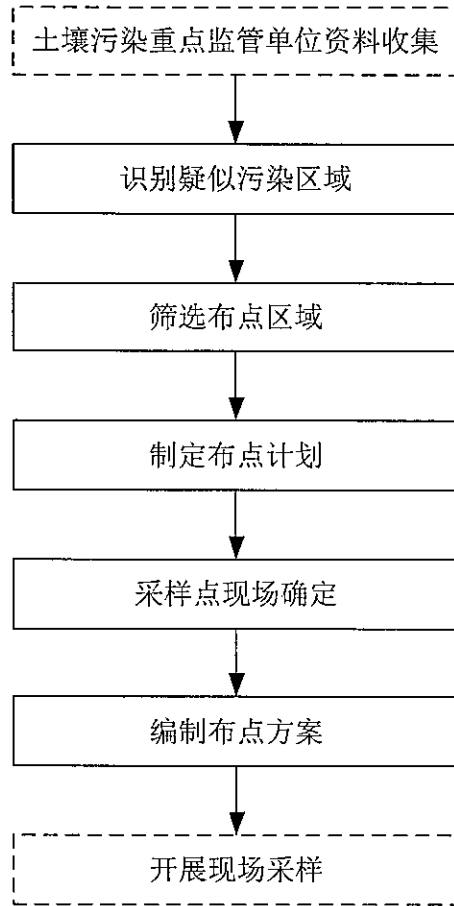 土壤污染重点监管单位资料收集
识别疑似污染区域
筛选布点区域
制定布点计划
采样点现场确定
编制布点方案
开展现场采样